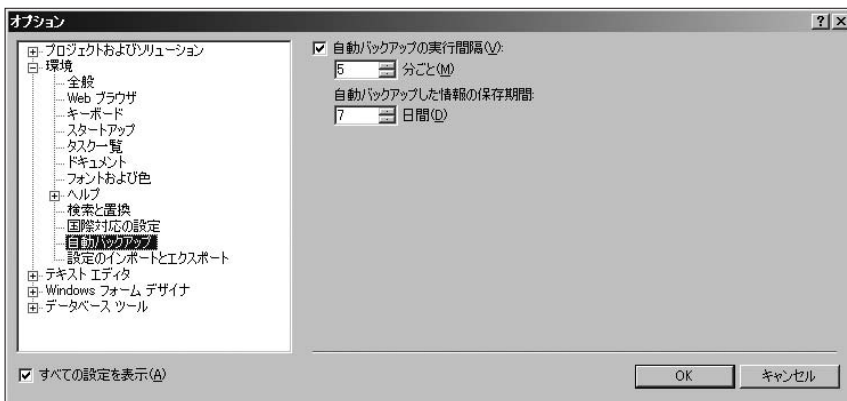 オプション
プロジェクトおよびソリューション
環境
全般
Web ブラウザ
キーボード
スタートアップ
タスク一覧
ドキュメント
フォントおよび色
ヘルプ
検索と置換
国際対応の設定
自動バックアップ
設定のインポートとエクスポート
テキスト エディタ
Windows フォーム デザイナ
データベース ツール
すべての設定を表示(A)
自動バックアップの実行間隔(V):
5 分ごと(M)
自動バックアップした情報の保存期間:
7 日間(D)
OK キャンセル